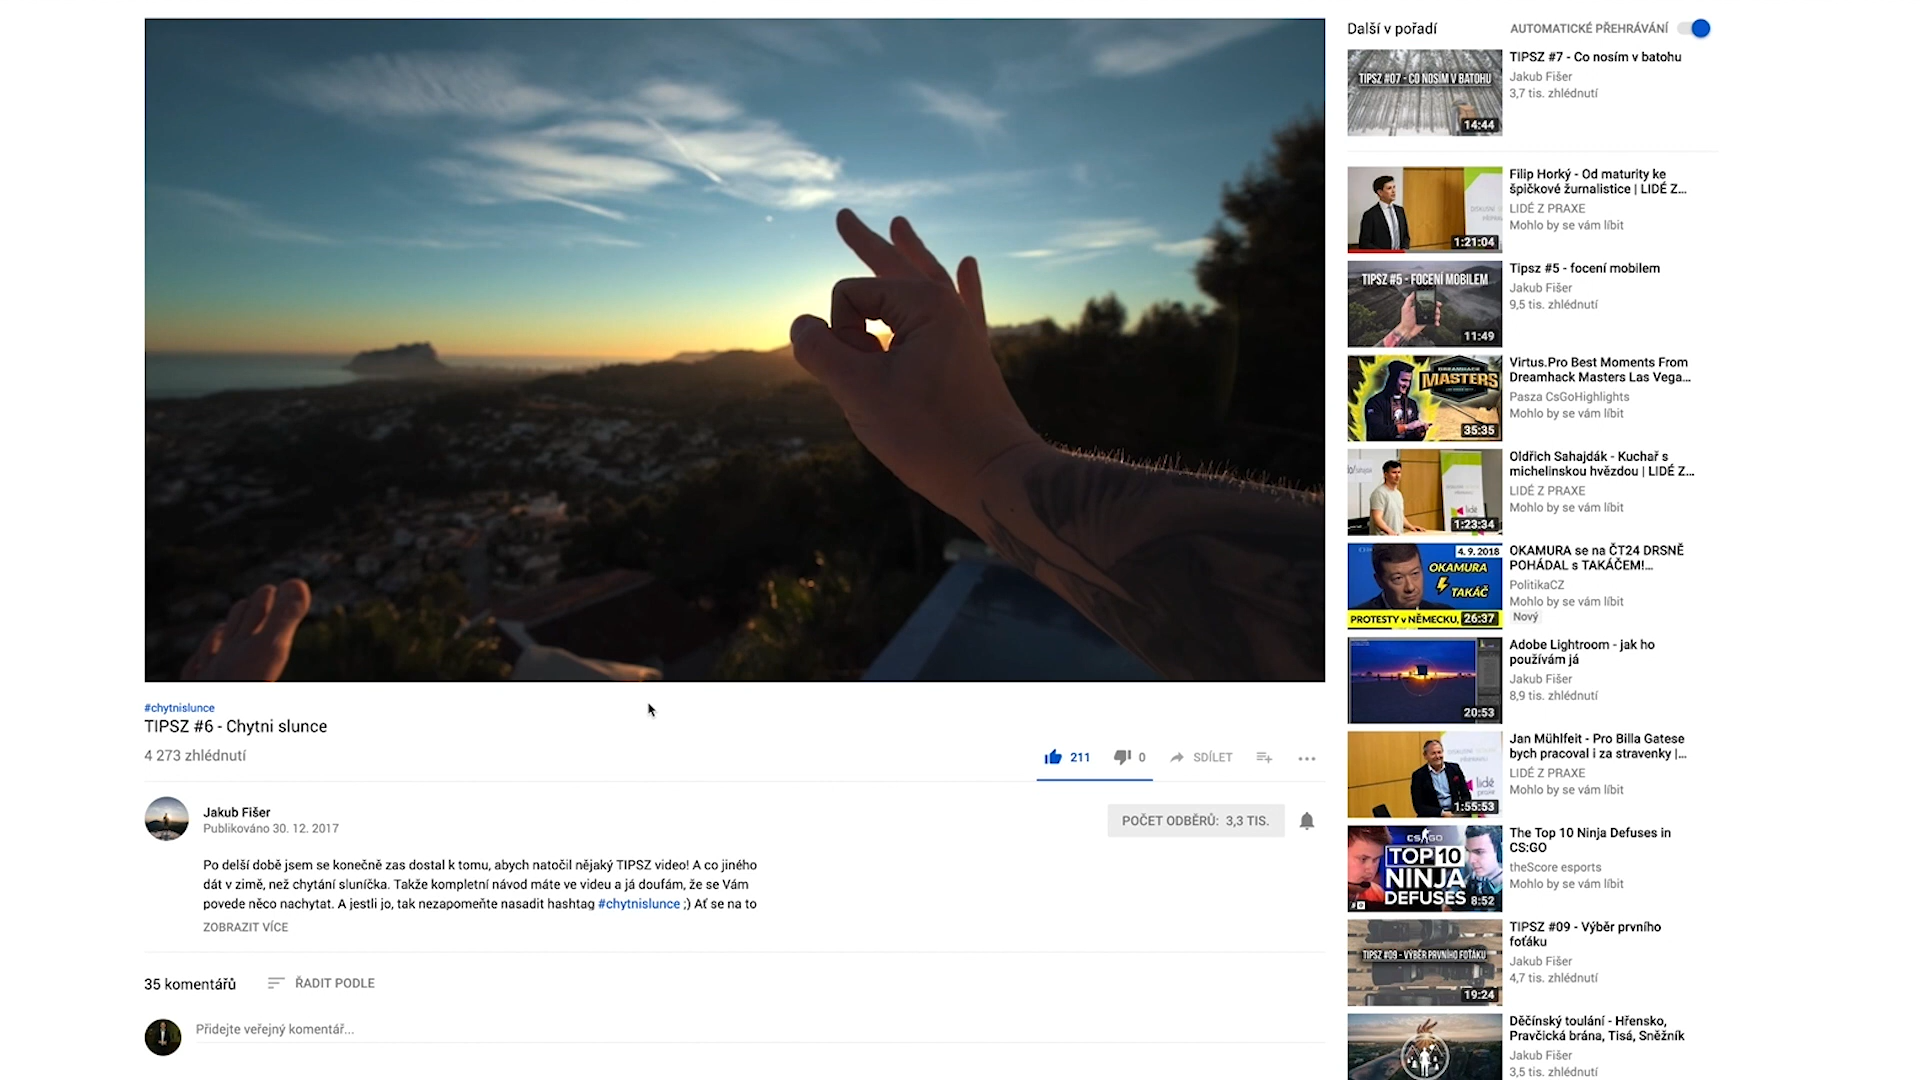 #chytnislunce
TIPSZ #6 - Chytni slunce
4 273 zhlédnutí
211
0
SDÍLET
Jakub Fišer
Publikováno 30. 12. 2017
POČET ODBĚRŮ: 3,3 TIS.
Po delší době jsem se konečně zas dostal k tomu, abych natočil nějaký TIPSZ video! A co jiného
dát v zimě, než chytání sluníčka. Takže kompletní návod máte ve videu a já doufám, že se Vám
povede něco nachytat. A jestli jo, tak nezapomeňte nasadit hashtag #chytnislunce ;) Ať se na to
ZOBRAZIT VÍCE
35 komentářů
ŘADIT PODLE
Přidejte veřejný komentář...
Další v pořadí
AUTOMATICKÉ PŘEHRÁVÁNÍ
TIPSZ #07 - CO NOSÍM V BATOHU
14:44
TIPSZ #7 - Co nosím v batohu
Jakub Fišer
3,7 tis. zhlédnutí
1:21:04
Filip Horký - Od maturity ke
špičkové žurnalistice | LIDÉ Z...
LIDÉ Z PRAXE
Mohlo by se vám líbit
TIPSZ #5 - FOCENÍ MOBILEM
11:49
Tipsz #5 - focení mobilem
Jakub Fišer
9,5 tis. zhlédnutí
DREAMHACK
MASTERS
35:35
Virtus.Pro Best Moments From
Dreamhack Masters Las Vega...
Pasza CsGoHighlights
Mohlo by se vám líbit
lidé
1:23:34
Oldřich Sahajdák - Kuchař s
michelinskou hvězdou | LIDÉ Z...
LIDÉ Z PRAXE
Mohlo by se vám líbit
4. 9. 2018
OKAMURA
TAKÁČ
PROTESTY v NĚMECKU,
26:37
OKAMURA se na ČT24 DRSNĚ
POHÁDAL s TAKÁČEM!...
PolitikaCZ
Mohlo by se vám líbit
Nový
20:53
Adobe Lightroom - jak ho
používám já
Jakub Fišer
8,9 tis. zhlédnutí
lidé
praxe
1:55:53
Jan Mühlfeit - Pro Billa Gatese
bych pracoval i za stravenky |...
LIDÉ Z PRAXE
Mohlo by se vám líbit
CS GO
TOP 10
NINJA
DEFUSES
8:52
The Top 10 Ninja Defuses in
CS:GO
theScore esports
Mohlo by se vám líbit
TIPSZ #09 - VÝBĚR PRVNÍHO FOŤÁKU
19:24
TIPSZ #09 - Výběr prvního
foťáku
Jakub Fišer
4,7 tis. zhlédnutí
Děčínský toulání - Hřensko,
Pravčická brána, Tisá, Sněžník
Jakub Fišer
3,5 tis. zhlédnutí